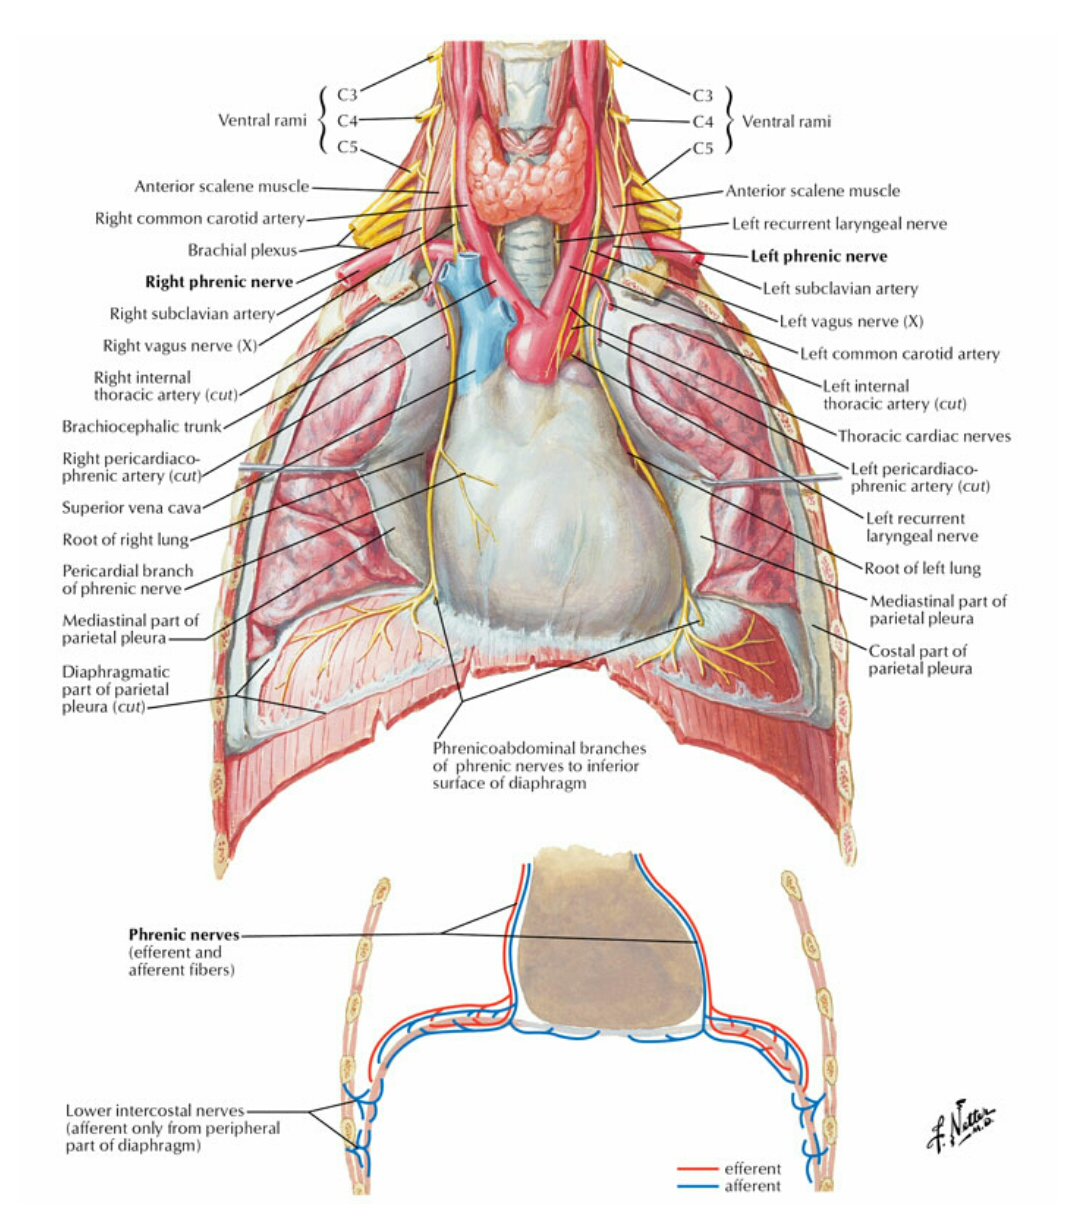 C3
Ventral rami
C4
C5
Anterior scalene muscle
Right common carotid artery
Brachial plexus
Right phrenic nerve
Right subclavian artery
Right vagus nerve (X)
Right internal
thoracic artery (cut)
Brachiocephalic trunk
Right pericardiaco-
phrenic artery (cut)
Superior vena cava
Root of right lung
Pericardial branch
of phrenic nerve
Mediastinal part of
parietal pleura
Diaphragmatic
part of parietal
pleura (cut)
C3
C4
Ventral rami
C5
Anterior scalene muscle
Left recurrent laryngeal nerve
Left phrenic nerve
Left subclavian artery
Left vagus nerve (X)
Left common carotid artery
Left internal
thoracic artery (cut)
Thoracic cardiac nerves
Left pericardiaco-
phrenic artery (cut)
Left recurrent
laryngeal nerve
Root of left lung
Mediastinal part of
parietal pleura
Costal part of
parietal pleura
Phrenicoabdominal branches
of phrenic nerves to inferior
surface of diaphragm
Phrenic nerves
(efferent and
afferent fibers)
Lower intercostal nerves
(afferent only from peripheral
part of diaphragm)
efferent
afferent
F. Netter
M.D.